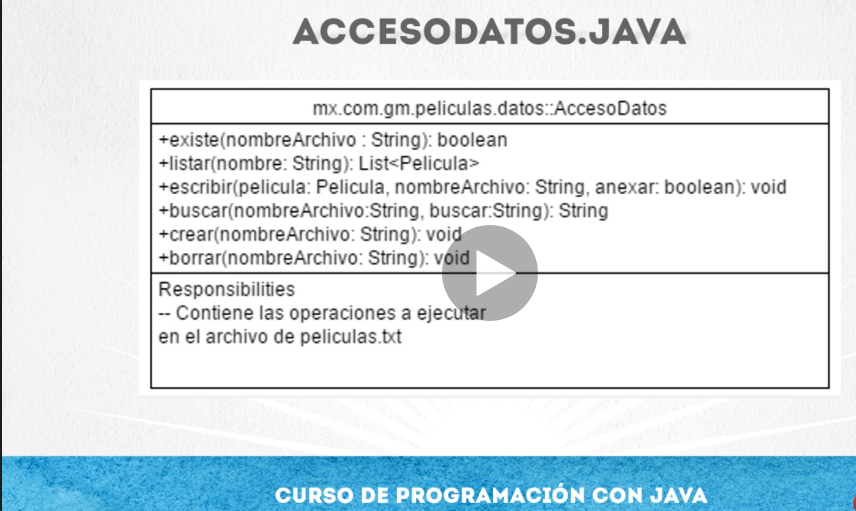 ACCESODATOS.JAVA
mx.com.gm.peliculas.datos::AccesoDatos
+existe(nombreArchivo : String): boolean
+listar(nombre: String): List<Pelicula>
+escribir(pelicula: Pelicula, nombreArchivo: String, anexar: boolean): void
+buscar(nombreArchivo:String, buscar:String): String
+crear(nombreArchivo: String): void
+borrar(nombreArchivo: String): void
Responsibilities
-- Contiene las operaciones a ejecutar
en el archivo de peliculas.txt
CURSO DE PROGRAMACIÓN CON JAVA